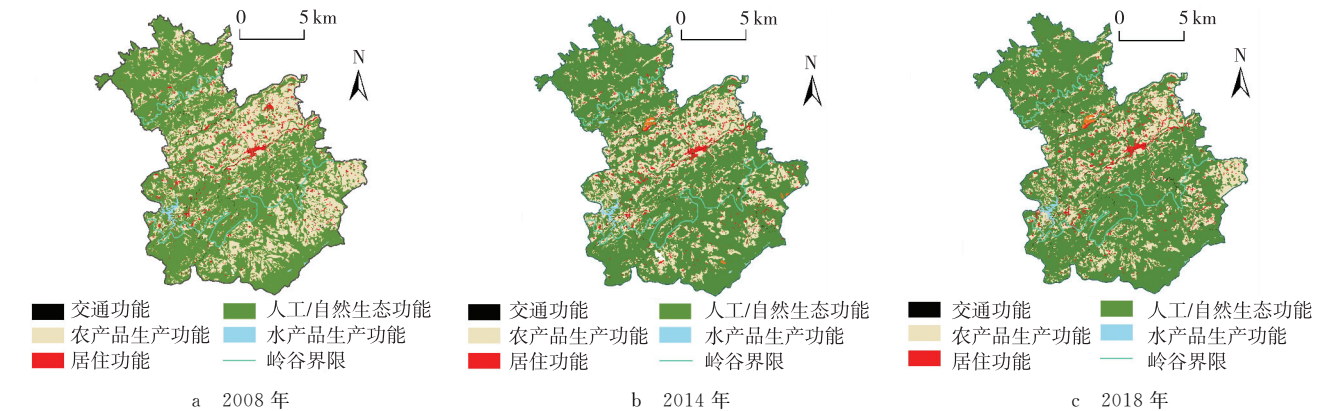 0 5 km
N
交通功能 人工/自然生态功能
农产品生产功能 水产品生产功能
居住功能 岭谷界限
a 2008 年
0 5 km
N
交通功能 人工/自然生态功能
农产品生产功能 水产品生产功能
居住功能 岭谷界限
b 2014 年
0 5 km
N
交通功能 人工/自然生态功能
农产品生产功能 水产品生产功能
居住功能 岭谷界限
c 2018 年